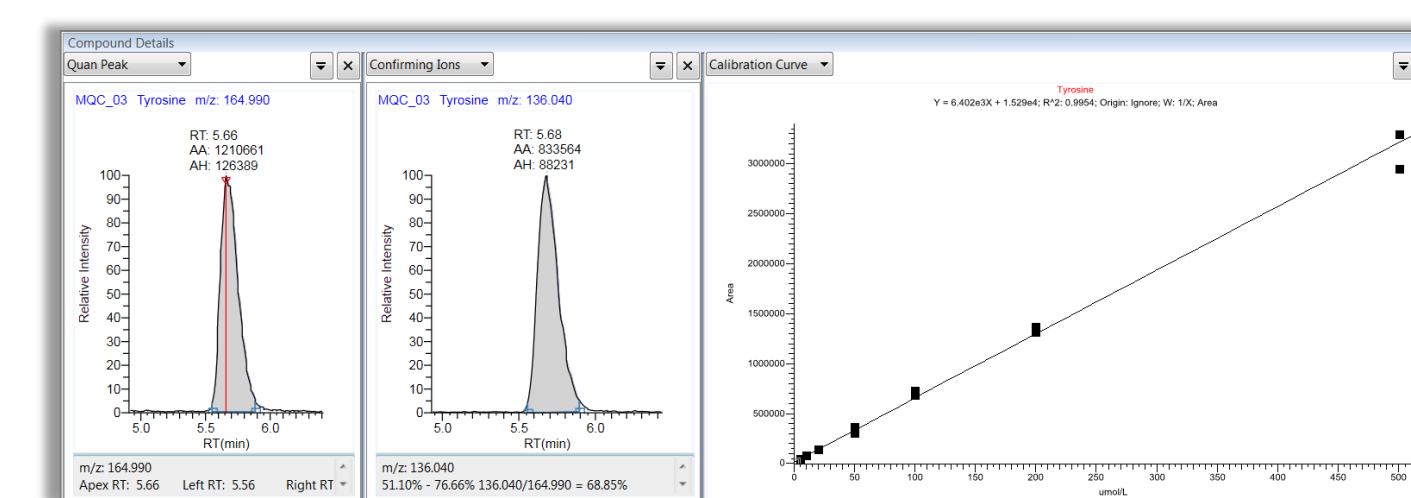 Compound Details
Quan Peak
MQC_03 Tyrosine m/z: 164.990
RT: 5.66
AA: 1210661
AH: 126389
100
90
80
70
60
50
40
30
20
10
0
Relative Intensity
5.0 5.5 6.0
RT(min)
m/z: 164.990
Apex RT: 5.66 Left RT: 5.56 Right RT
Confirming Ions
MQC_03 Tyrosine m/z: 136.040
RT: 5.68
AA: 833564
AH: 88231
100
90
80
70
60
50
40
30
20
10
0
Relative Intensity
5.0 5.5 6.0
RT(min)
m/z: 136.040
51.10% - 76.66% 136.040/164.990 = 68.85%
Calibration Curve
Tyrosine
Y = 6.402e3X + 1.529e4; R^2: 0.9954; Origin: Ignore; W: 1/X; Area
3000000
2500000
2000000
1500000
1000000
500000
0
Area
0 50 100 150 200 250 300 350 400 450 500
umol/L